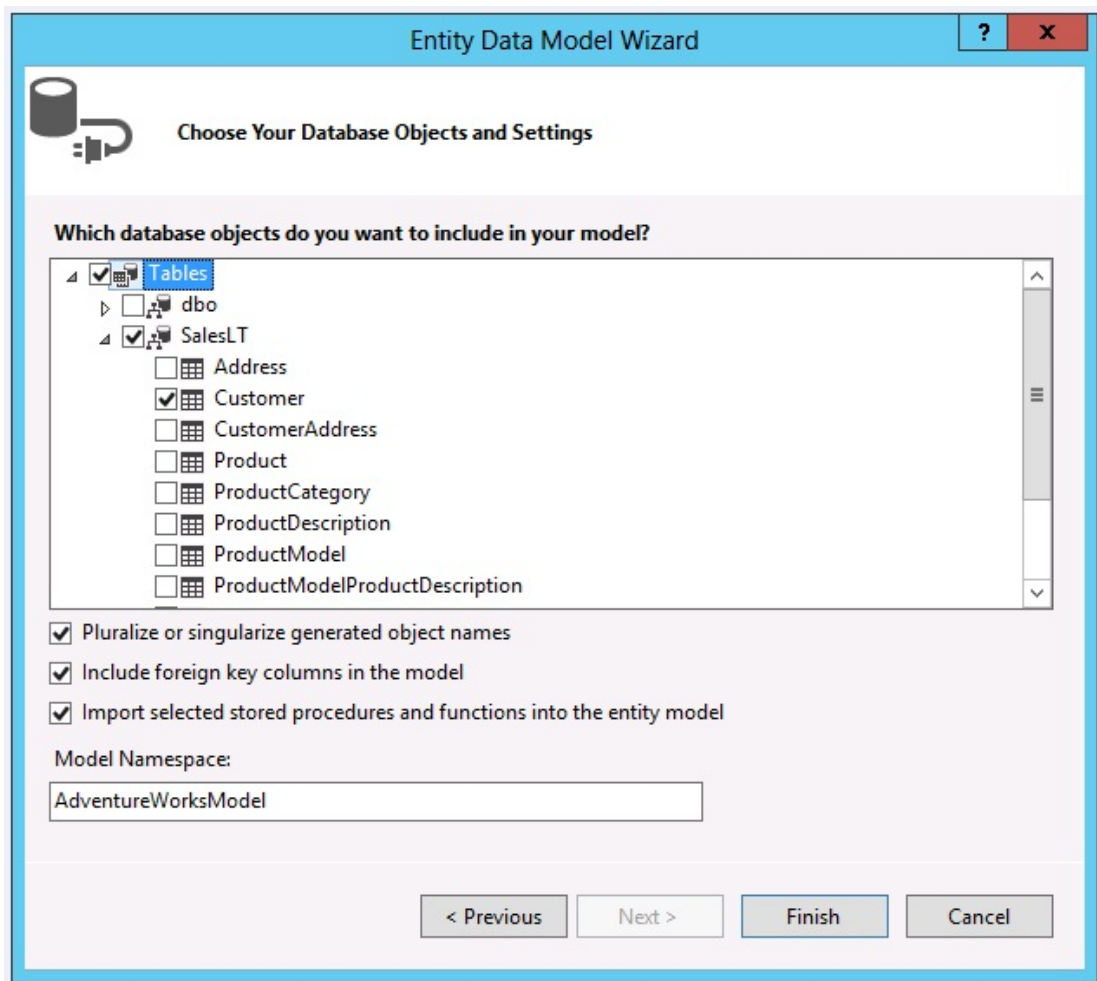 Entity Data Model Wizard
? x
Choose Your Database Objects and Settings
Which database objects do you want to include in your model?
Tables
dbo
SalesLT
Address
Customer
CustomerAddress
Product
ProductCategory
ProductDescription
ProductModel
ProductModelProductDescription
Pluralize or singularize generated object names
Include foreign key columns in the model
Import selected stored procedures and functions into the entity model
Model Namespace:
AdventureWorksModel
< Previous Next > Finish Cancel